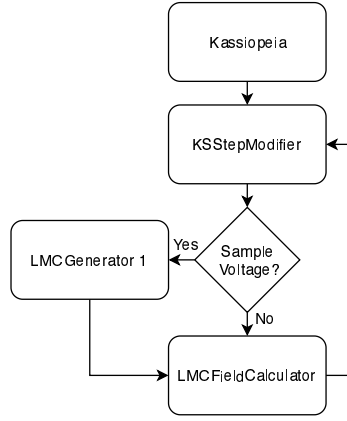 Kassiopeia
KSStepModifier
Yes
Sample
Voltage?
LMCGenerator 1
No
LMCFieldCalculator